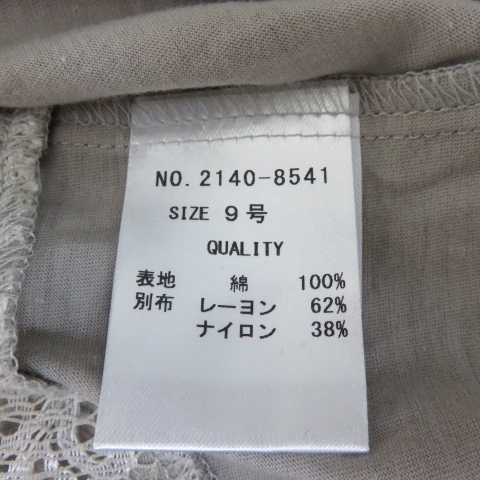 NO. 2140-8541
SIZE 9号
QUALITY
表地 綿 100%
別布 レーヨン 62%
ナイロン 38%